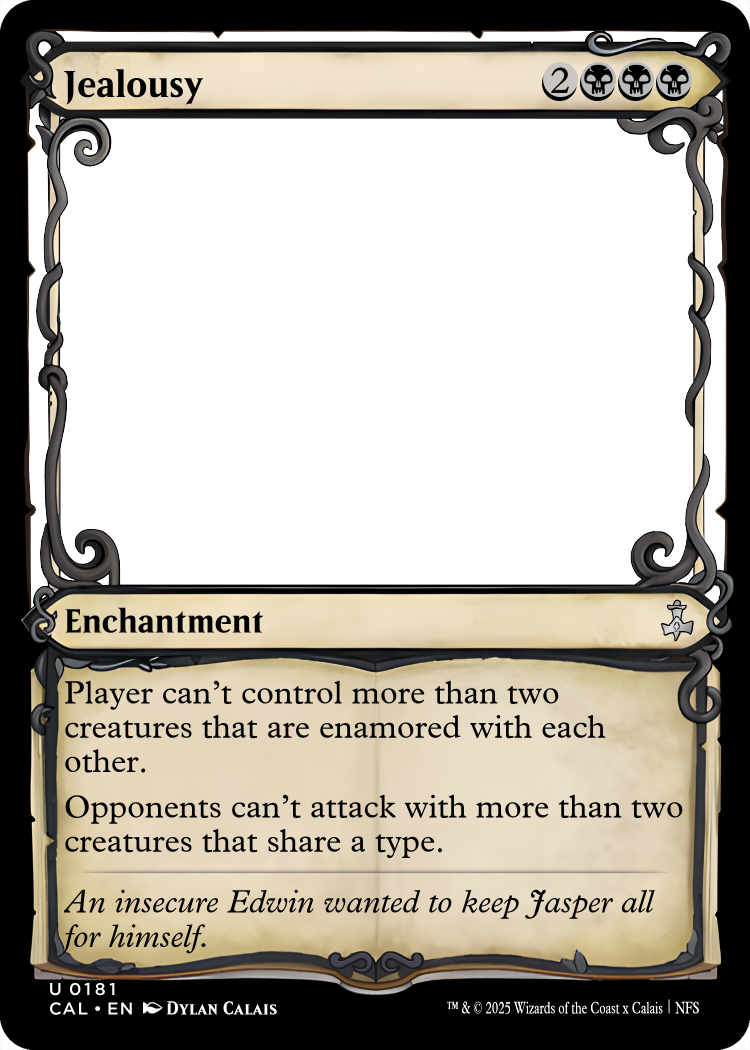 Jealousy 2
Enchantment
Player can't control more than two
creatures that are enamored with each
other.
Opponents can't attack with more than two
creatures that share a type.
An insecure Edwin wanted to keep Jasper all
for himself.
U 0181
CAL • EN Dylan Calais ™ & © 2025 Wizards of the Coast x Calais | NFS